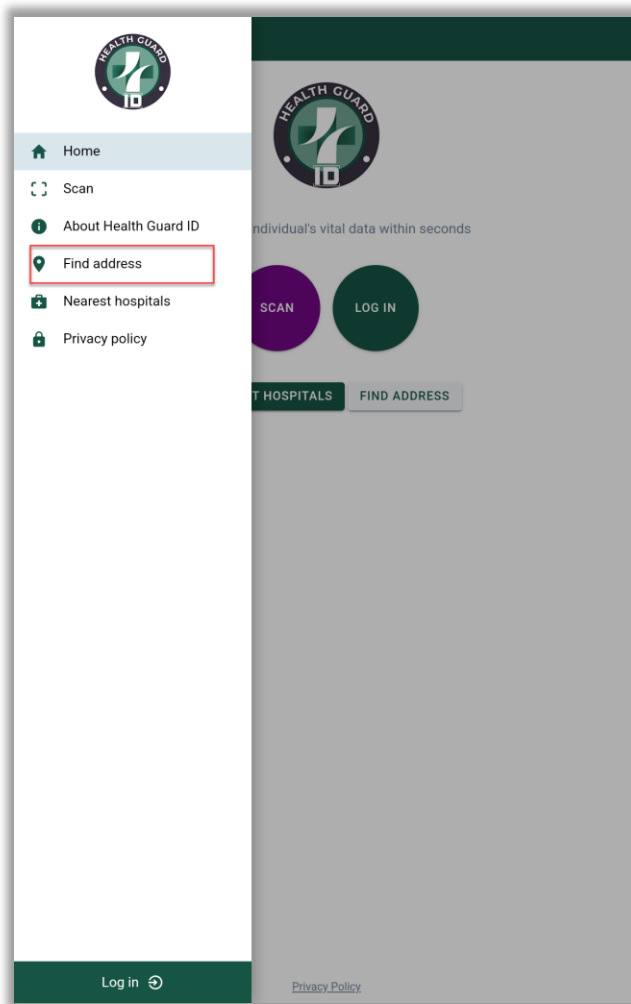 HEALTH GUARD
ID
Home
Scan
About Health Guard ID
Find address
Nearest hospitals
Privacy policy
Log in
HEALTH GUARD
ID
individual's vital data within seconds
SCAN
LOG IN
T HOSPITALS
FIND ADDRESS
Privacy Policy